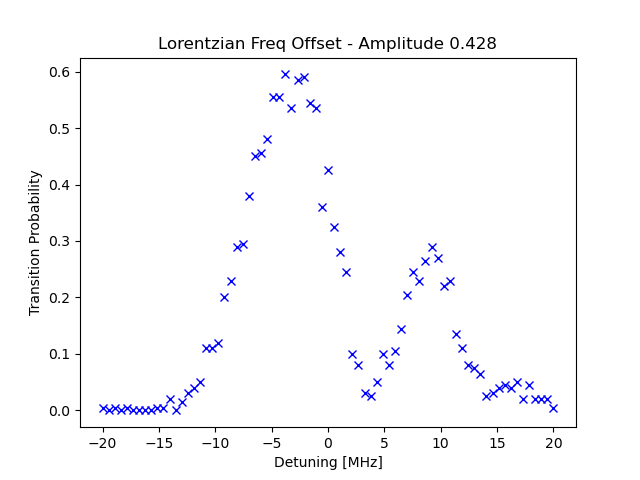 Lorentzian Freq Offset - Amplitude 0.428
Transition Probability
0.6
0.5
0.4
0.3
0.2
0.1
0.0
−20 −15 −10 −5 0 5 10 15 20
Detuning [MHz]